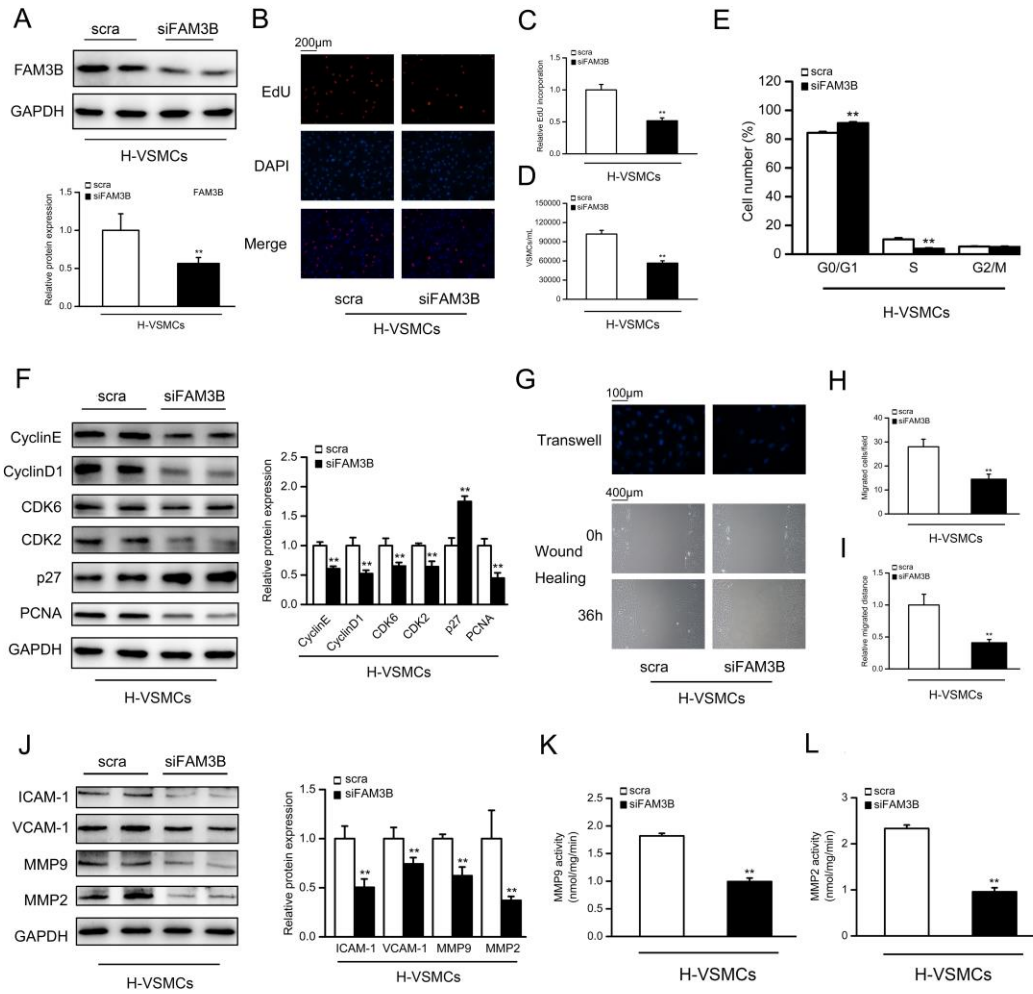 A
scra siFAM3B
FAM3B
GAPDH
H-VSMCs
scra
siFAM3B
FAM3B
Relative protein expression
1.5
1.0
0.5
0.0
**
H-VSMCs
B
200μm
EdU
DAPI
Merge
scra siFAM3B
H-VSMCs
C
scra
siFAM3B
Relative EdU incorporation
1.5
1.0
0.5
0.0
**
H-VSMCs
D
scra
siFAM3B
VSMCs/mL
150000
120000
90000
60000
30000
0
**
H-VSMCs
E
scra
siFAM3B
Cell number (%)
120
100
80
60
40
20
0
**
**
G0/G1 S G2/M
H-VSMCs
F
scra siFAM3B
CyclinE
CyclinD1
CDK6
CDK2
p27
PCNA
GAPDH
H-VSMCs
scra
siFAM3B
Relative protein expression
2.5
2.0
1.5
1.0
0.5
0.0
** ** ** ** ** **
CyclinE CyclinD1 CDK6 CDK2 p27 PCNA
H-VSMCs
G
100μm
Transwell
400μm
0h
Wound
Healing
36h
scra siFAM3B
H-VSMCs
H
scra
siFAM3B
Migrated cells/field
40
30
20
10
0
**
H-VSMCs
I
scra
siFAM3B
Relative migrated distance
1.5
1.0
0.5
0.0
**
H-VSMCs
J
scra siFAM3B
ICAM-1
VCAM-1
MMP9
MMP2
GAPDH
H-VSMCs
scra
siFAM3B
Relative protein expression
1.5
1.0
0.5
0.0
** ** ** **
ICAM-1 VCAM-1 MMP9 MMP2
H-VSMCs
K
scra
siFAM3B
MMP9 activity
(nmol/mg/min)
2.5
2.0
1.5
1.0
0.5
0.0
**
H-VSMCs
L
scra
siFAM3B
MMP2 activity
(nmol/mg/min)
3
2
1
0
**
H-VSMCs